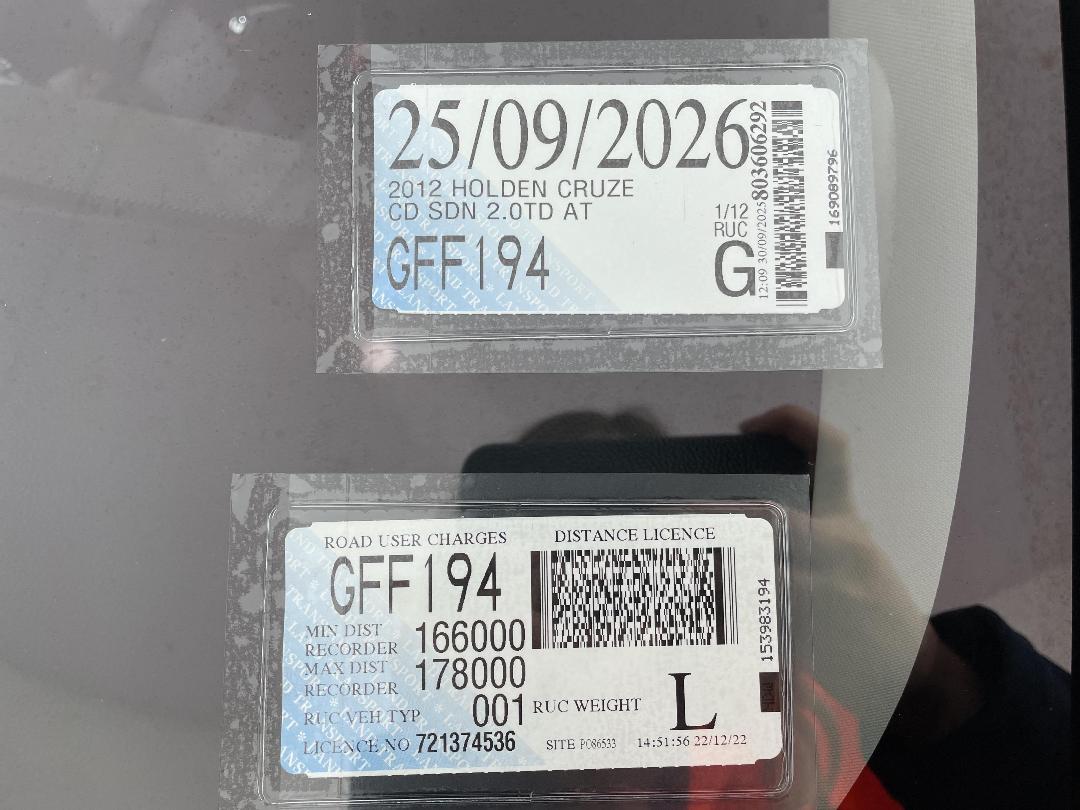 25/09/2026
2012 HOLDEN CRUZE
CD SDN 2.0TD AT
1/12
RUC
GFF194
G
12:09 30/09/2025
803606292
169089796
ROAD USER CHARGES
DISTANCE LICENCE
GFF194
MIN DIST
RECORDER 166000
MAX DIST
RECORDER 178000
RUC VEH TYP 001
RUC WEIGHT L
LICENCE NO 721374536
SITE PC86533 14:51:56 22/12/22
153983194